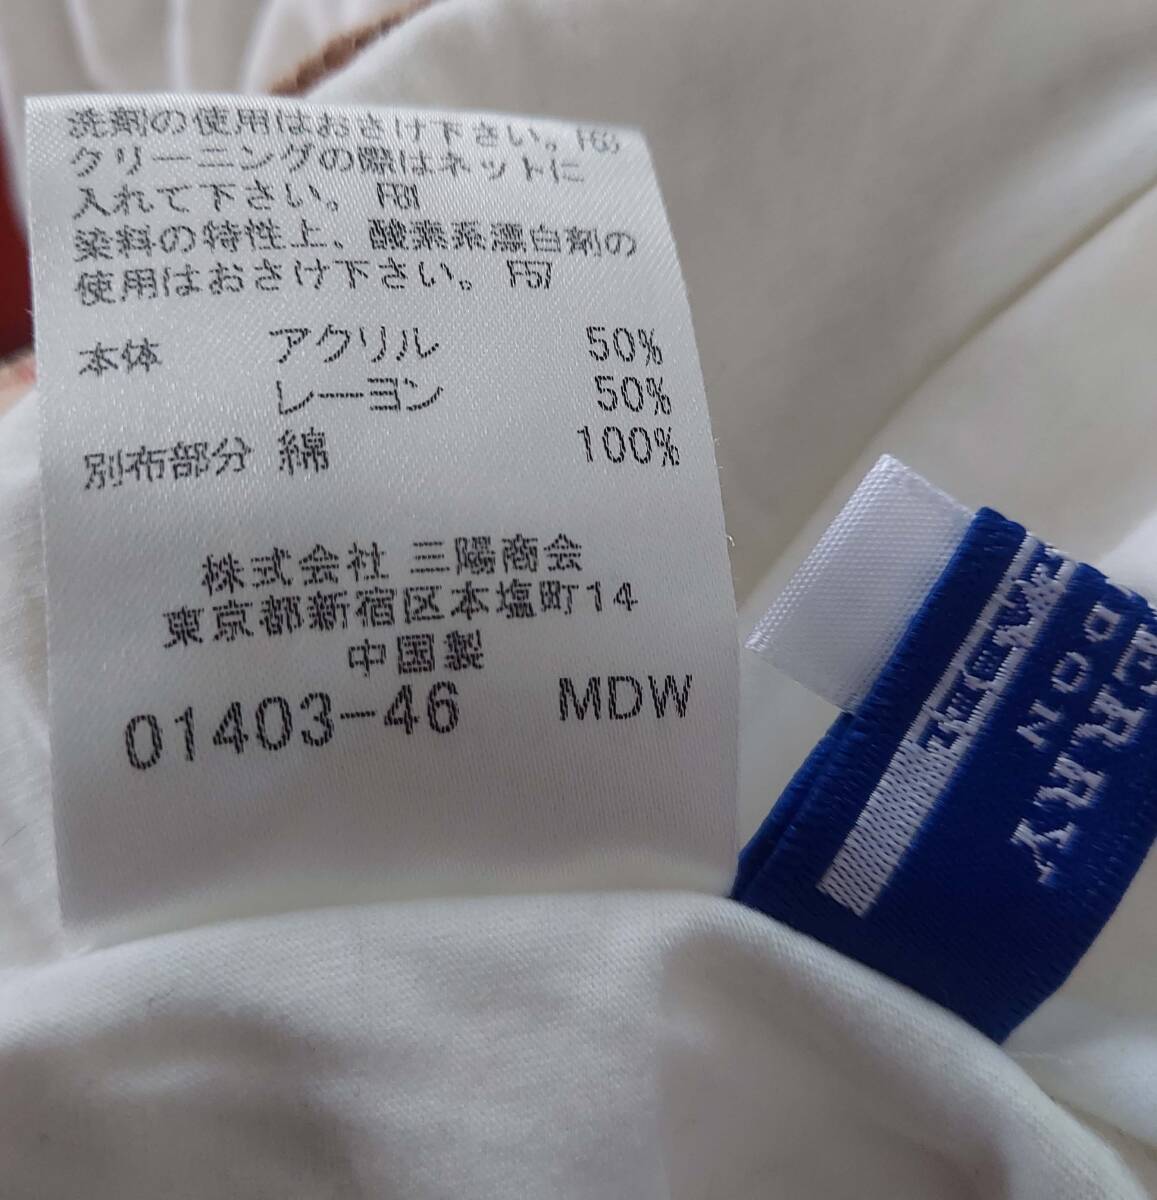 洗剤の使用はおさけ下さい。F63
クリーニングの際はネットに
入れて下さい。 F81
染料の特性上、酸素系漂白剤の
使用はおさけ下さい。 F57
本体 アクリル 50%
レーヨン 50%
別布部分 綿 100%
株式会社 三陽商会
東京都新宿区本塩町14
中国製
01403-46 MDW